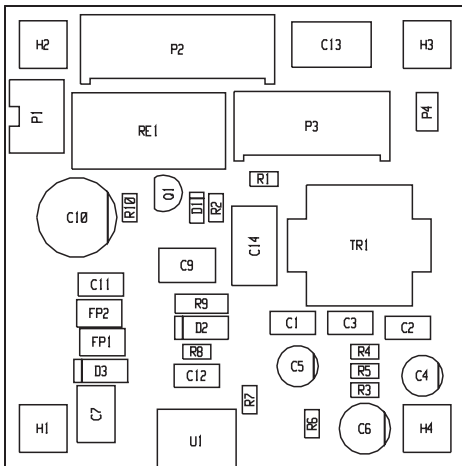 H2
P2
C13
H3
P1
RE1
P3
P4
R1
C10
R10
Q1
D1
R2
C14
TR1
C9
C11
FP2
R9
C1
C3
C2
FP1
D2
R8
R4
C5
D3
C12
R5
C4
R3
C7
R7
H1
U1
R6
C6
H4